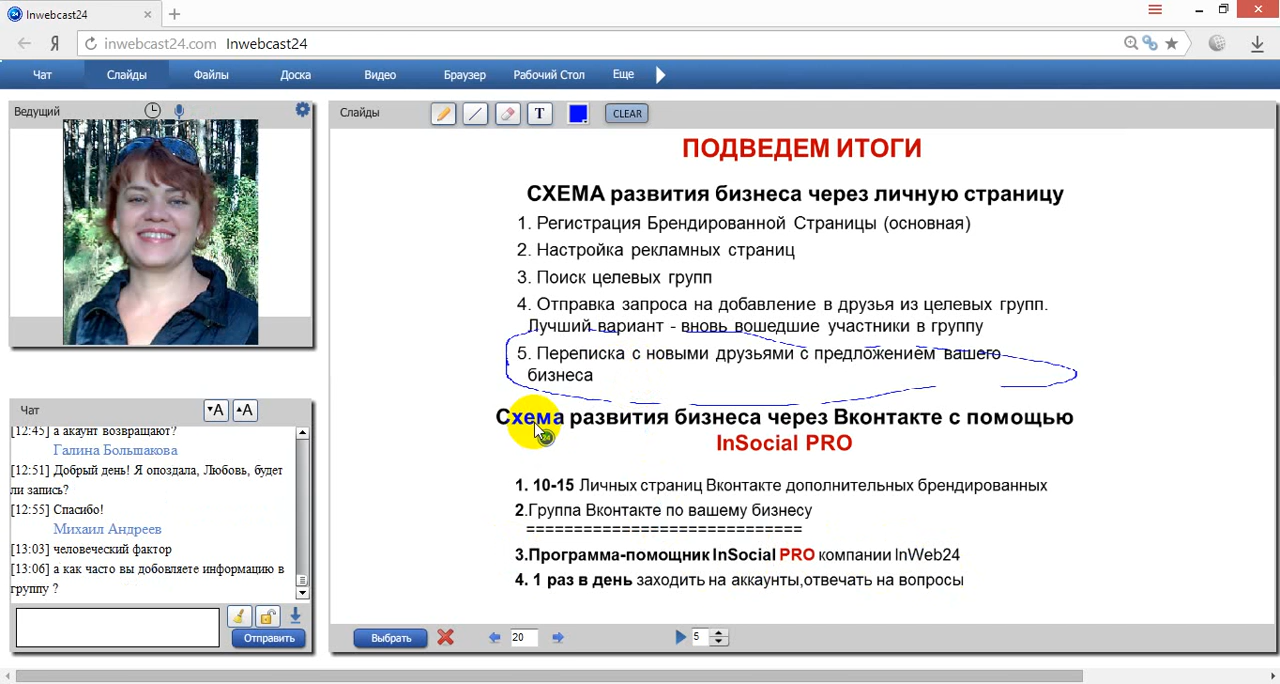 Inwebcast24
inwebcast24.com Inwebcast24
Чат Слайды Файлы Доска Видео Браузер Рабочий Стол Еще
Ведущий
Слайды
T
CLEAR
ПОДВЕДЕМ ИТОГИ
СХЕМА развития бизнеса через личную страницу
1. Регистрация Брендированной Страницы (основная)
2. Настройка рекламных страниц
3. Поиск целевых групп
4. Отправка запроса на добавление в друзья из целевых групп.
Лучший вариант - вновь вошедшие участники в группу
5. Переписка с новыми друзьями с предложением вашего
бизнеса
Схема развития бизнеса через Вконтакте с помощью
InSocial PRO
1. 10-15 Личных страниц Вконтакте дополнительных брендированных
2.Группа Вконтакте по вашему бизнесу
============================
3.Программа-помощник InSocial PRO компании InWeb24
4. 1 раз в день заходить на аккаунты,отвечать на вопросы
Чат
▼A ▲A
[12:45] а акаунт возвращают?
Галина Большакова
[12:51] Добрый день! Я опоздала, Любовь, будет
ли запись?
[12:55] Спасибо!
Михаил Андреев
[13:03] человеческий фактор
[13:06] а как часто вы добовляете информацию в
группу ?
Отправить
Выбрать
20
5